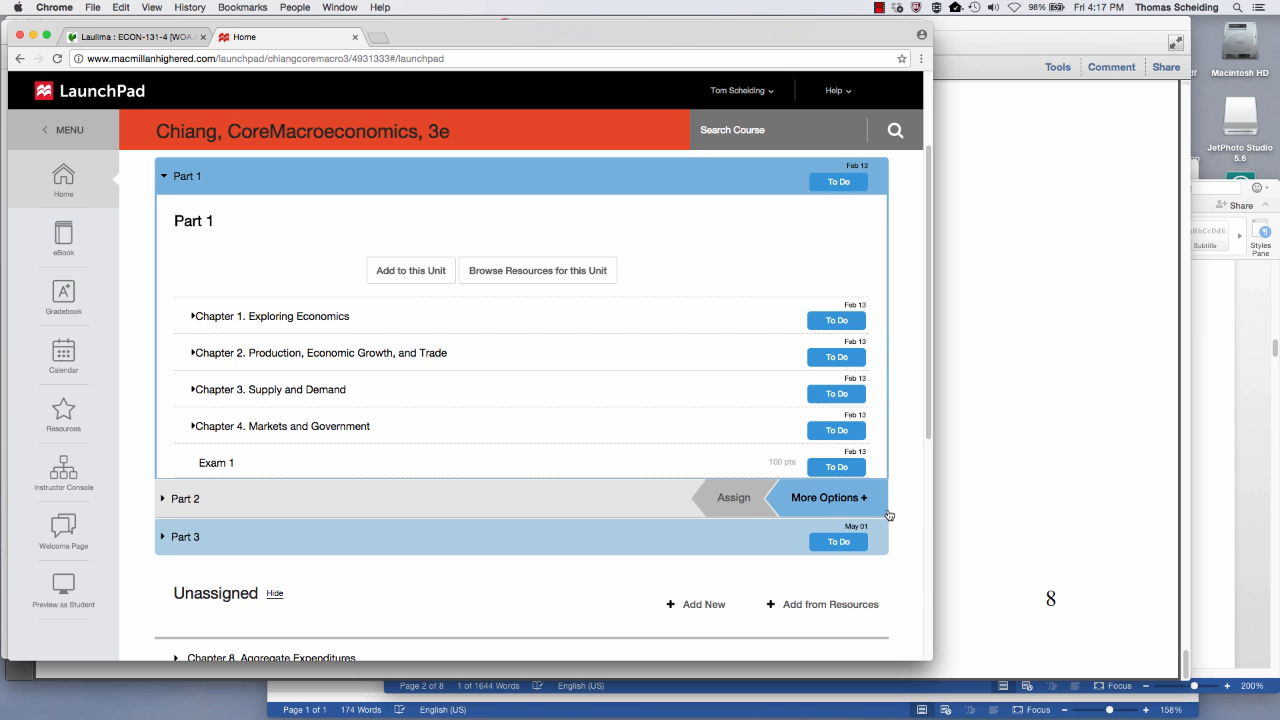 Chrome File Edit View History Bookmarks People Window Help 98% Fri 4:17 PM Thomas Scheiding
Laulima : ECON-131-4 [WOA Home
www.macmillanhighered.com/launchpad/chiangcoremacro3/4931333#/launchpad
Tools Comment Share
Macintosh HD
LaunchPad Tom Scheiding Help
MENU Chiang, CoreMacroeconomics, 3e Search Course
JetPhoto Studio
5.6
Home
eBook
Gradebook
Calendar
Resources
Instructor Console
Welcome Page
Preview as Student
Part 1 Feb 13
To Do
Part 1
Add to this Unit Browse Resources for this Unit
Chapter 1. Exploring Economics Feb 13
To Do
Chapter 2. Production, Economic Growth, and Trade Feb 13
To Do
Chapter 3. Supply and Demand Feb 13
To Do
Chapter 4. Markets and Government Feb 13
To Do
Exam 1 100 pts Feb 13
To Do
Part 2 Assign More Options +
Part 3 May 01
To Do
Unassigned Hide
+ Add New + Add from Resources
Chapter 8. Aggregate Expenditures
Share
AaBbCcDdE
Subtitle
Styles
Pane
8
Page 2 of 8 1 of 1644 Words English (US) Focus 200%
Page 1 of 1 174 Words English (US) Focus 158%